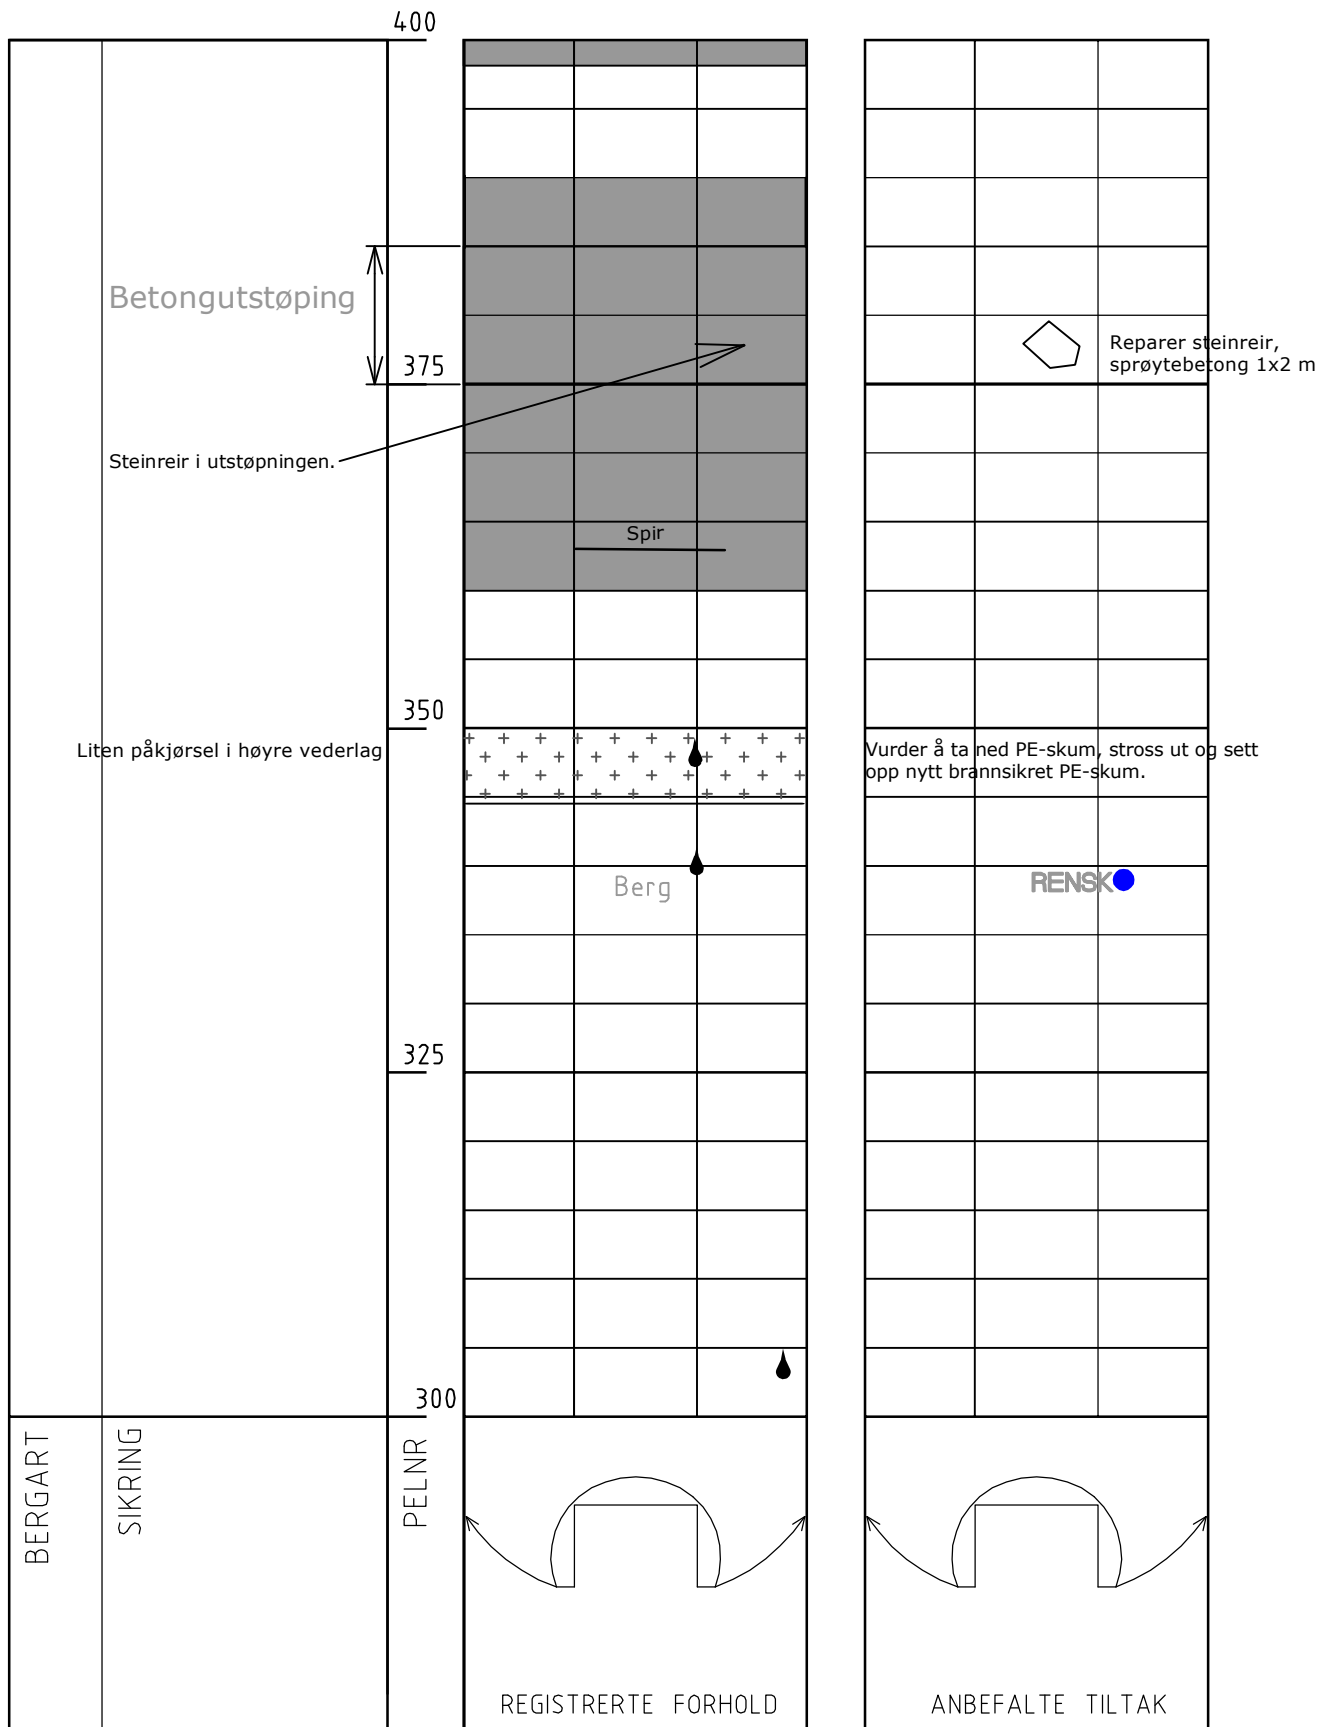 400
Betongutstøping
375
Reparer steinreir,
sprøytebetong 1x2 m
Steinreir i utstøpningen.
Spir
350
Liten påkjørsel i høyre vederlag
Vurder å ta ned PE-skum, stross ut og sett
opp nytt brannsikret PE-skum.
Berg
RENSK
325
300
BERGART
SIKRING
PELNR
REGISTRERTE FORHOLD
ANBEFALTE TILTAK